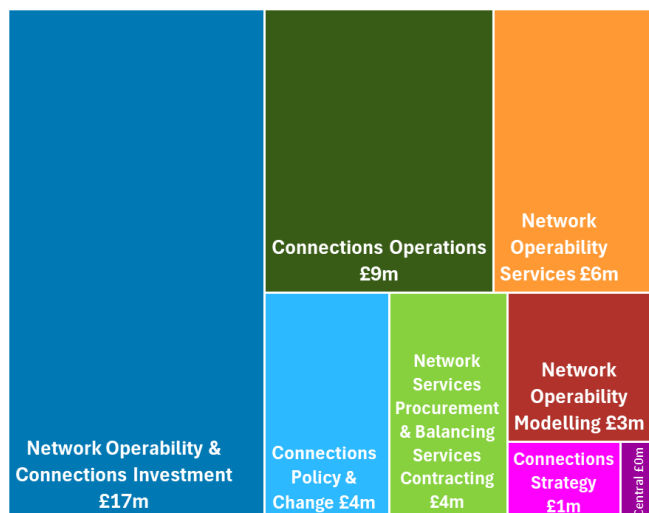 Network Operability &
Connections Investment
£17m
Connections Operations
£9m
Network
Operability
Services £6m
Connections
Policy &
Change £4m
Network
Services
Procurement
& Balancing
Services
Contracting
£4m
Network
Operability
Modelling £3m
Connections
Strategy
£1m
Central £0m